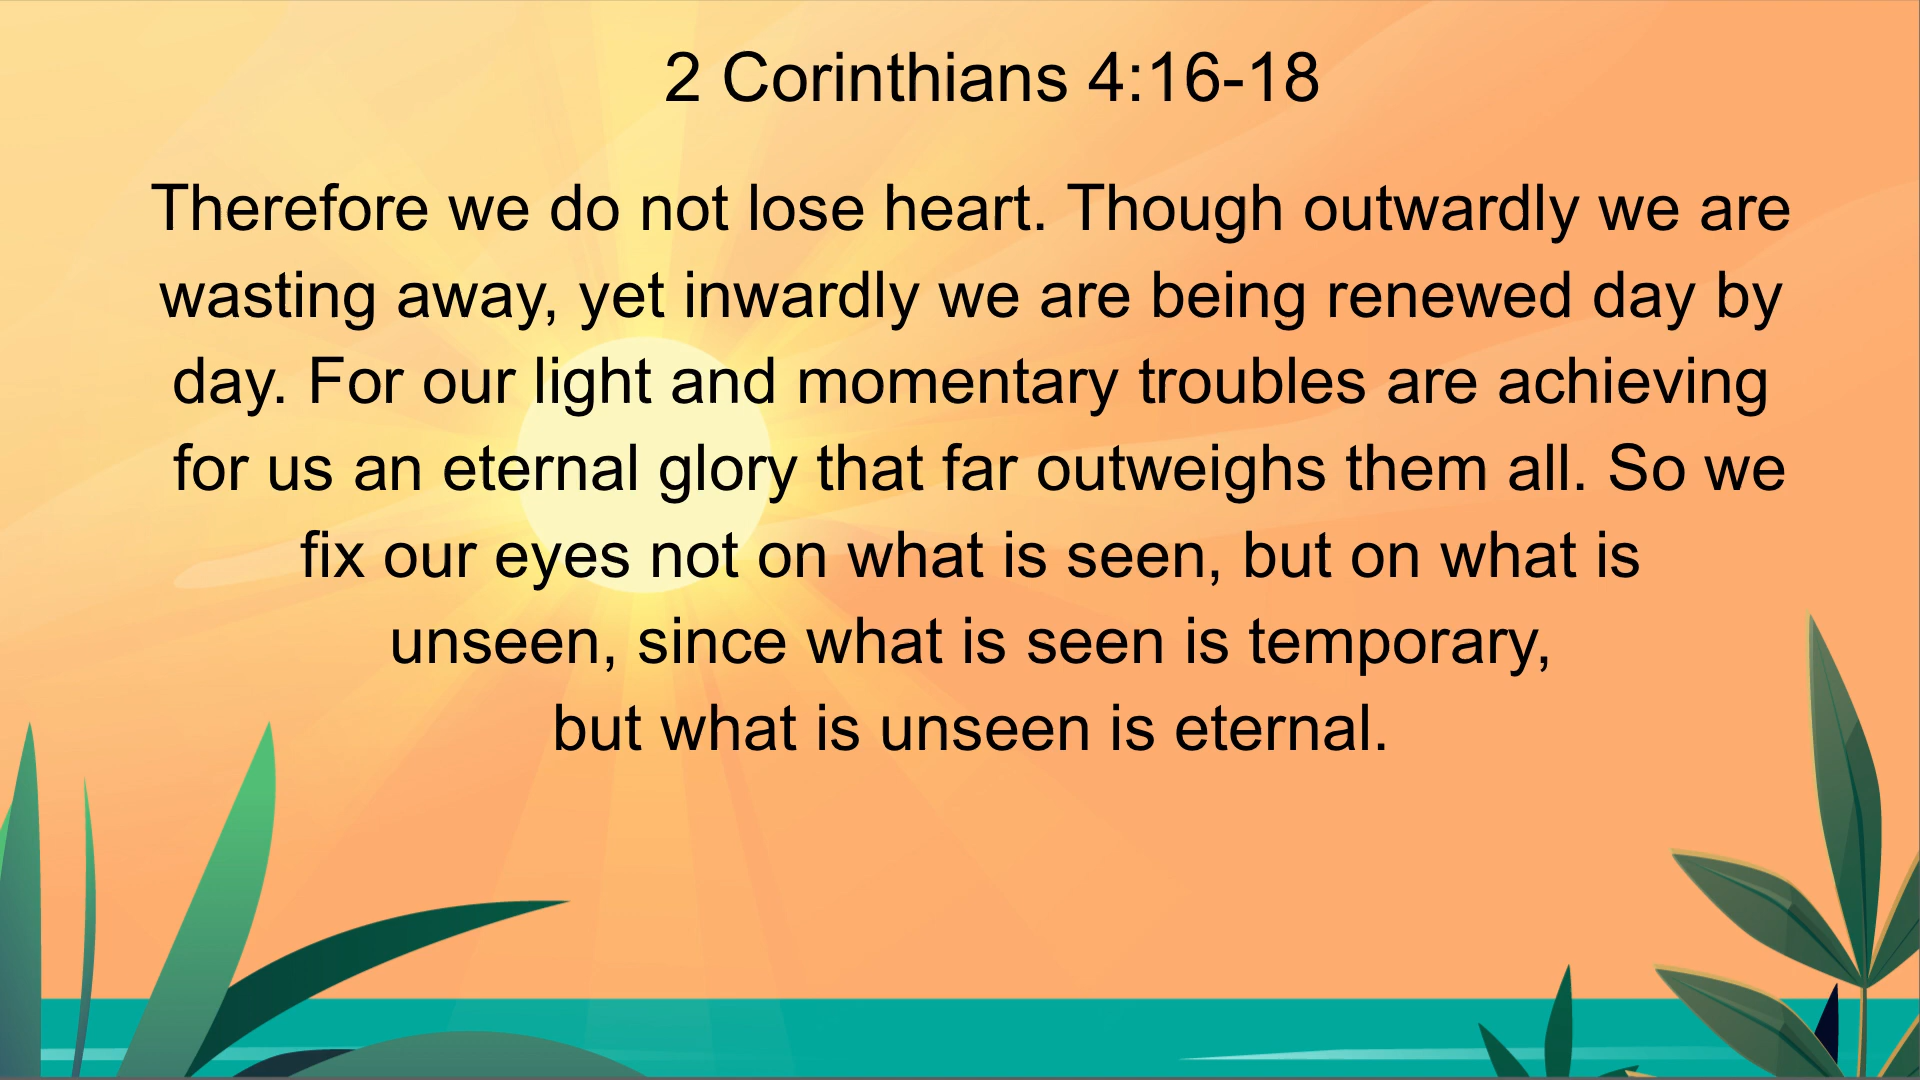 2 Corinthians 4:16-18
Therefore we do not lose heart. Though outwardly we are
wasting away, yet inwardly we are being renewed day by
day. For our light and momentary troubles are achieving
for us an eternal glory that far outweighs them all. So we
fix our eyes not on what is seen, but on what is
unseen, since what is seen is temporary,
but what is unseen is eternal.